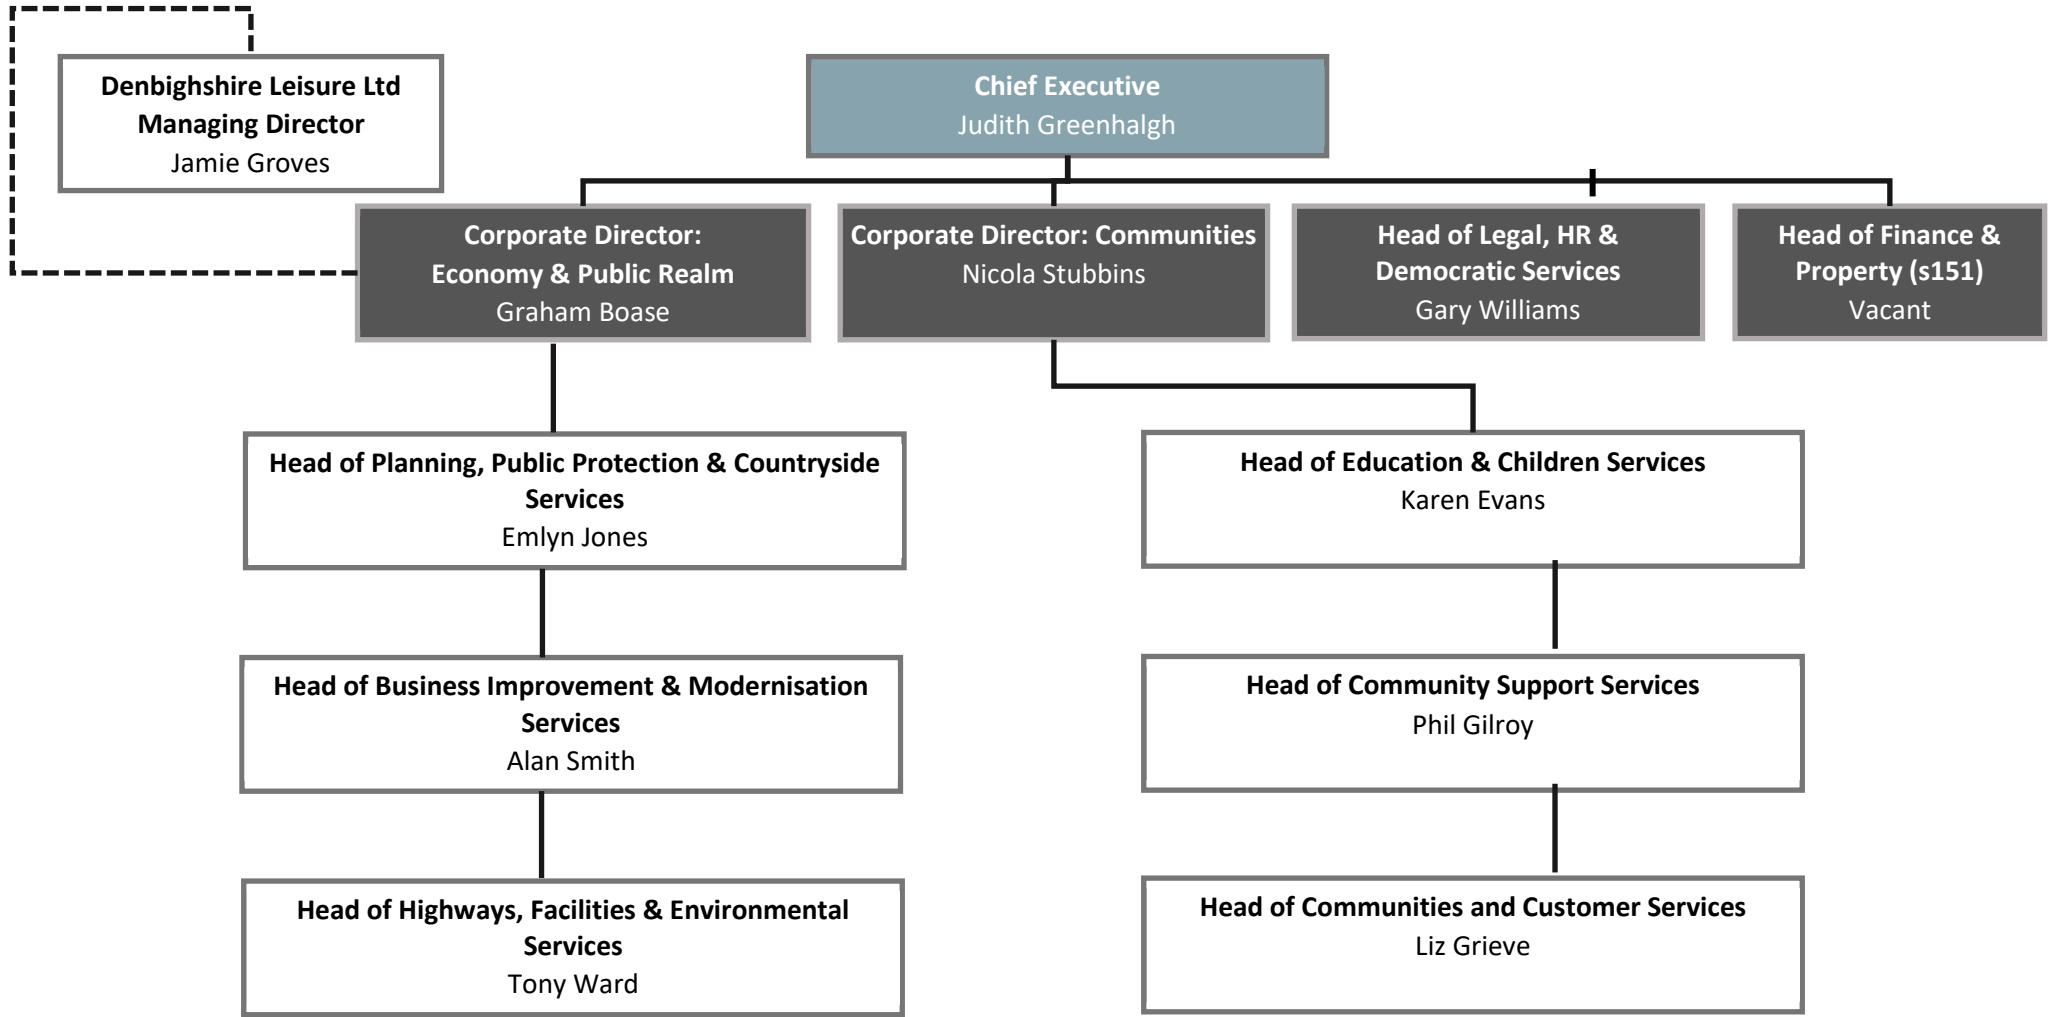 Denbighshire Leisure Ltd
Managing Director
Jamie Groves
Chief Executive
Judith Greenhalgh
Corporate Director:
Economy & Public Realm
Graham Boase
Corporate Director: Communities
Nicola Stubbins
Head of Legal, HR &
Democratic Services
Gary Williams
Head of Finance &
Property (s151)
Vacant
Head of Planning, Public Protection & Countryside
Services
Emlyn Jones
Head of Education & Children Services
Karen Evans
Head of Business Improvement & Modernisation
Services
Alan Smith
Head of Community Support Services
Phil Gilroy
Head of Highways, Facilities & Environmental
Services
Tony Ward
Head of Communities and Customer Services
Liz Grieve